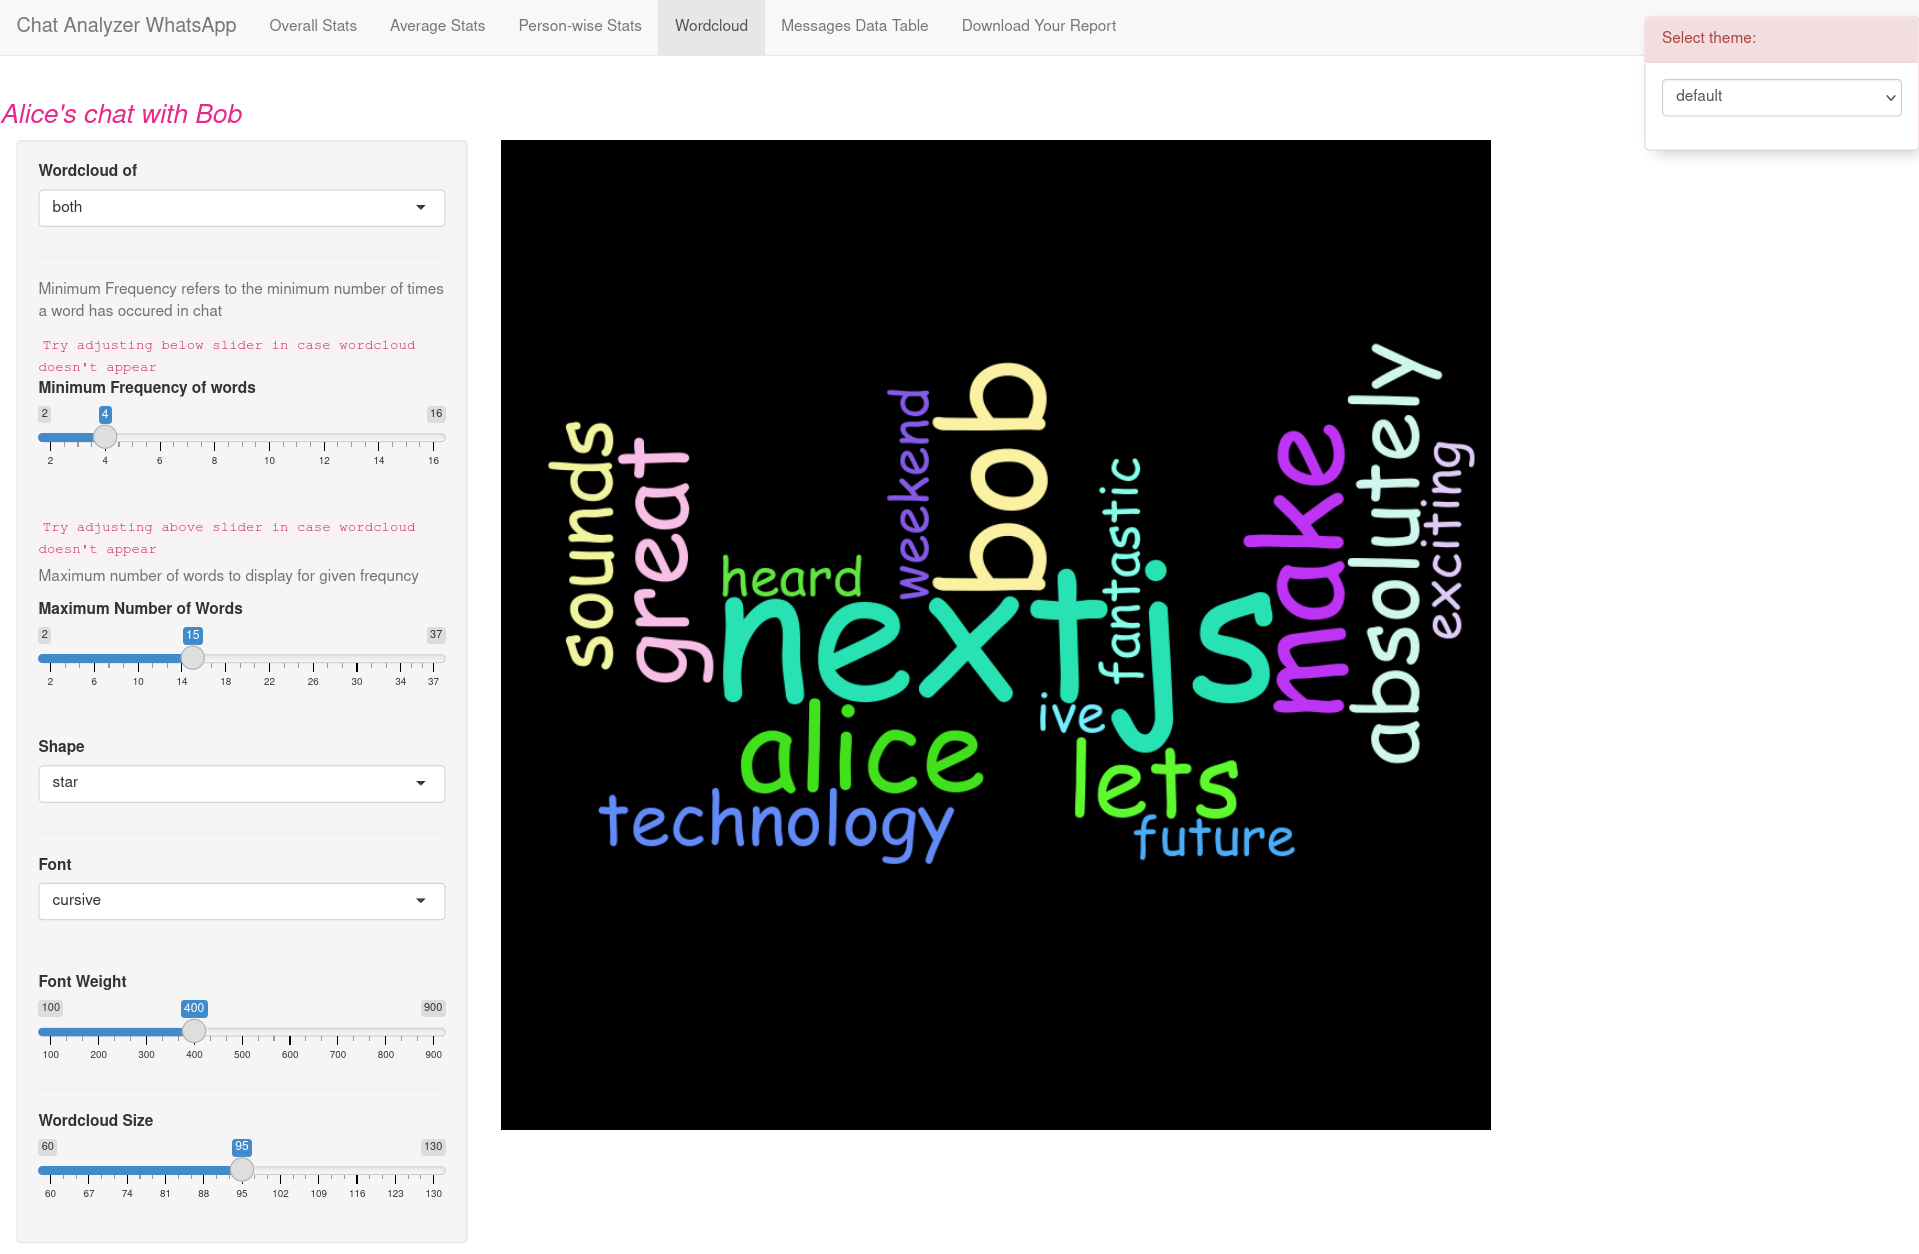 Chat Analyzer WhatsApp Overall Stats Average Stats Person-wise Stats Wordcloud Messages Data Table Download Your Report
Select theme:
default
Alice's chat with Bob
Wordcloud of
both
Minimum Frequency refers to the minimum number of times
a word has occured in chat
Try adjusting below slider in case wordcloud
doesn't appear
Minimum Frequency of words
2 4 16
2 4 6 8 10 12 14 16
Try adjusting above slider in case wordcloud
doesn't appear
Maximum number of words to display for given frequncy
Maximum Number of Words
2 15 37
2 6 10 14 18 22 26 30 34 37
Shape
star
Font
cursive
Font Weight
100 400 900
100 200 300 400 500 600 700 800 900
Wordcloud Size
60 95 130
60 67 74 81 88 95 102 109 116 123 130
sounds
great
heard
weekend
bob
nextjs
fantastic
make
absolutely
exciting
alice
ive
lets
technology
future